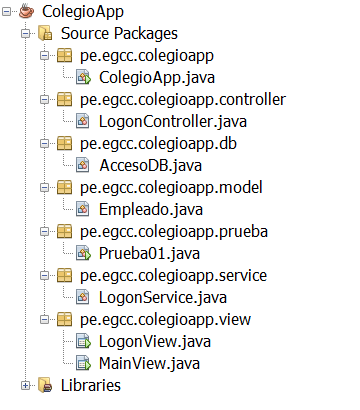 ColegioApp
Source Packages
pe.egcc.colegioapp
ColegioApp.java
pe.egcc.colegioapp.controller
LogonController.java
pe.egcc.colegioapp.db
AccesoDB.java
pe.egcc.colegioapp.model
Empleado.java
pe.egcc.colegioapp.prueba
Prueba01.java
pe.egcc.colegioapp.service
LogonService.java
pe.egcc.colegioapp.view
LogonView.java
MainView.java
Libraries